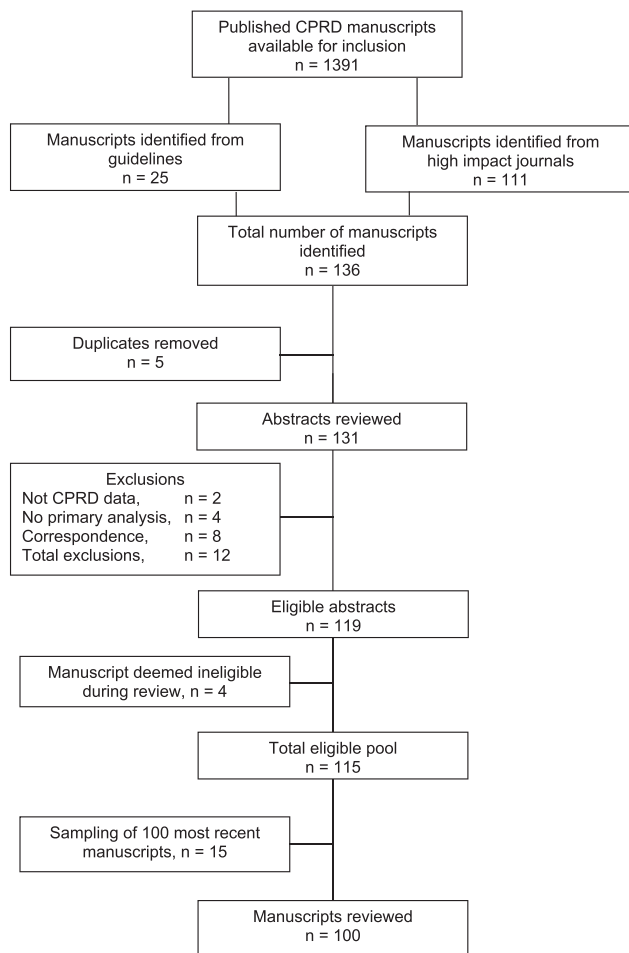 Published CPRD manuscripts
available for inclusion
n = 1391
Manuscripts identified from
guidelines
n = 25
Manuscripts identified from
high impact journals
n = 111
Total number of manuscripts
identified
n = 136
Duplicates removed
n = 5
Abstracts reviewed
n = 131
Exclusions
Not CPRD data, n = 2
No primary analysis, n = 4
Correspondence, n = 8
Total exclusions, n = 12
Eligible abstracts
n = 119
Manuscript deemed ineligible
during review, n = 4
Total eligible pool
n = 115
Sampling of 100 most recent
manuscripts, n = 15
Manuscripts reviewed
n = 100